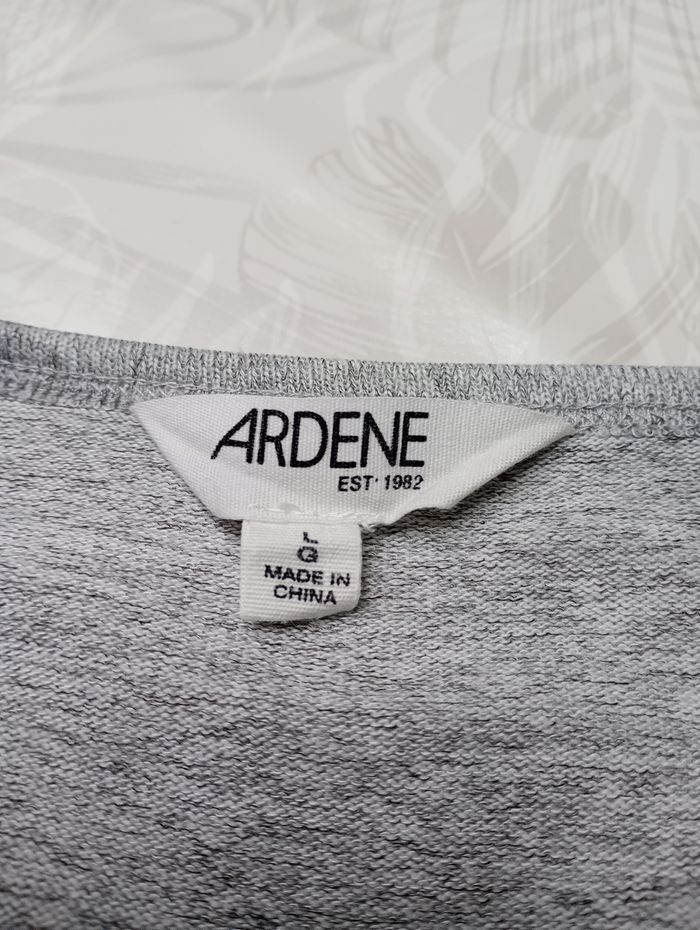 ARDENE
EST· 1982
L
G
MADE IN
CHINA